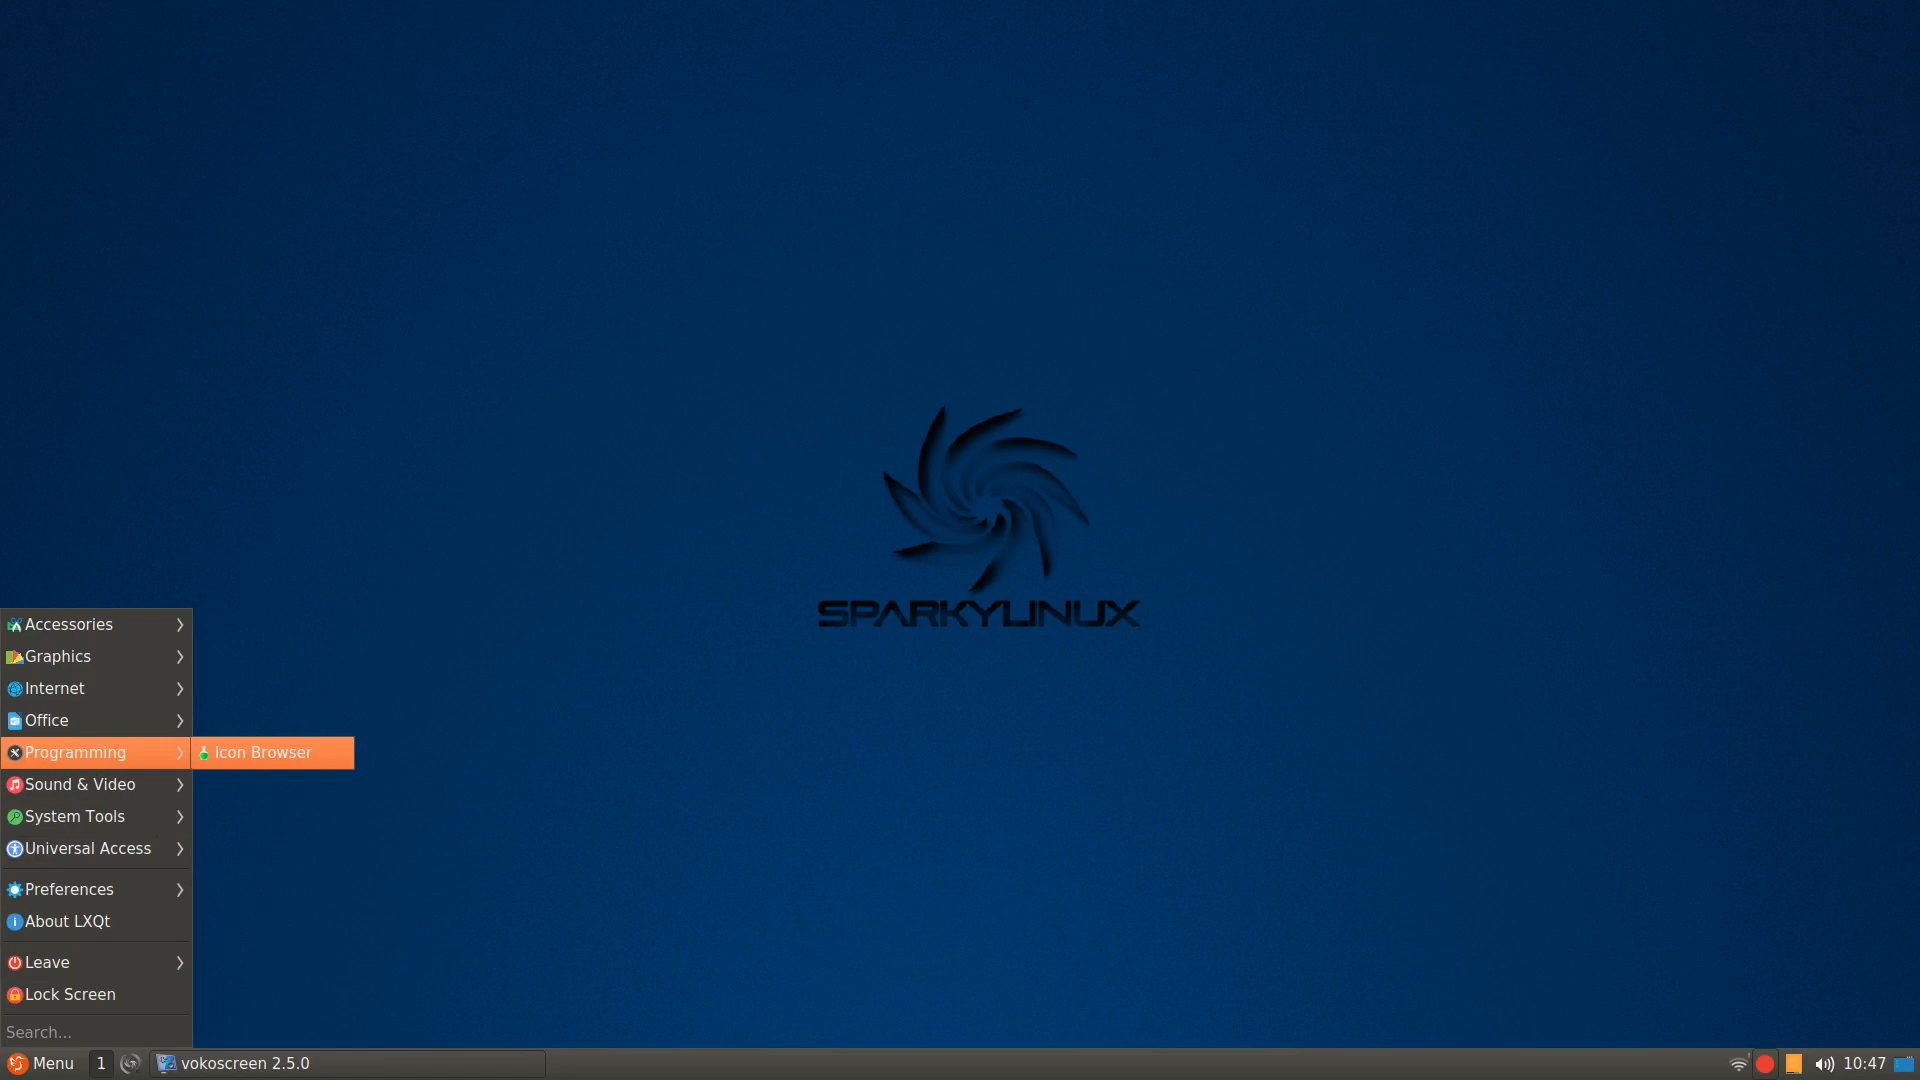 SPARKYLINUX
Accessories
Graphics
Internet
Office
Programming
Icon Browser
Sound & Video
System Tools
Universal Access
Preferences
About LXQt
Leave
Lock Screen
Search...
Menu 1 vokoscreen 2.5.0 10:47